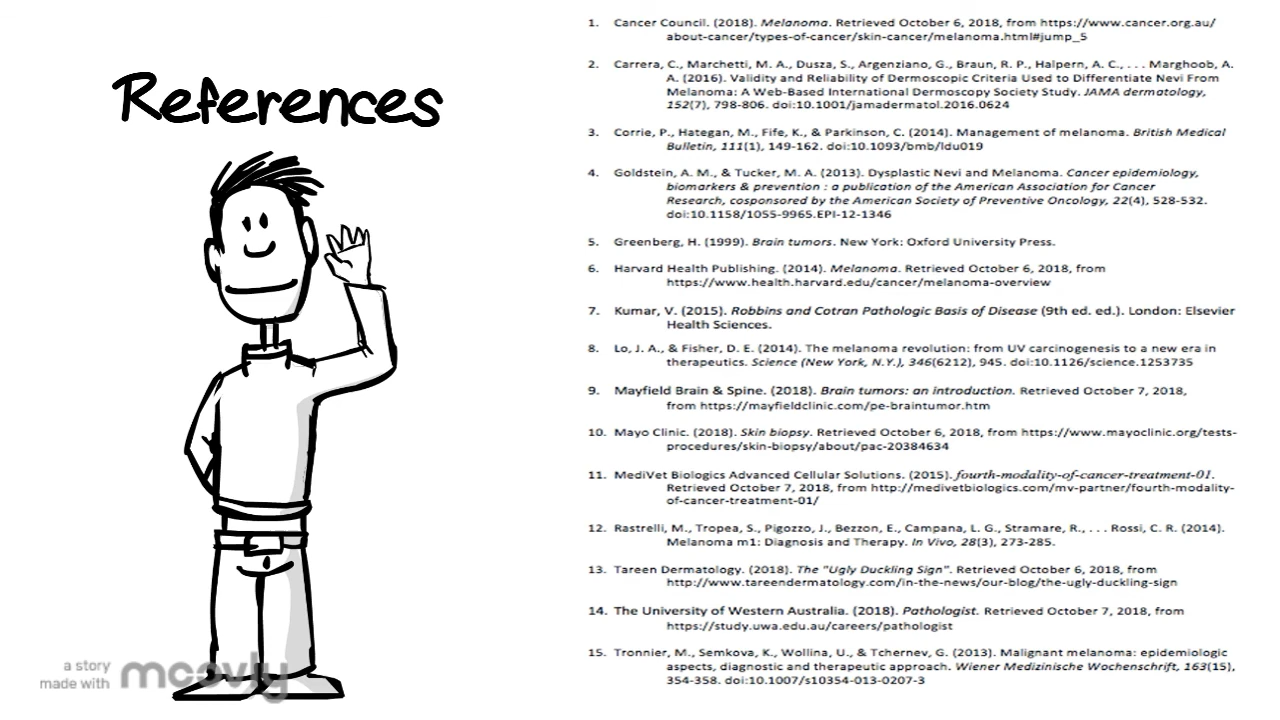 References
1. Cancer Council. (2018). Melanoma. Retrieved October 6, 2018, from https://www.cancer.org.au/
about-cancer/types-of-cancer/skin-cancer/melanoma.html#jump_5
2. Carrera, C., Marchetti, M. A., Dusza, S., Argenziano, G., Braun, R. P., Halpern, A. C., . . . Marghoob, A.
A. (2016). Validity and Reliability of Dermoscopic Criteria Used to Differentiate Nevi From
Melanoma: A Web-Based International Dermoscopy Society Study. JAMA dermatology,
152(7), 798-806. doi:10.1001/jamadermatol.2016.0624
3. Corrie, P., Hategan, M., Fife, K., & Parkinson, C. (2014). Management of melanoma. British Medical
Bulletin, 111(1), 149-162. doi:10.1093/bmb/ldu019
4. Goldstein, A. M., & Tucker, M. A. (2013). Dysplastic Nevi and Melanoma. Cancer epidemiology,
biomarkers & prevention : a publication of the American Association for Cancer
Research, cosponsored by the American Society of Preventive Oncology, 22(4), 528-532.
doi:10.1158/1055-9965.EPI-12-1346
5. Greenberg, H. (1999). Brain tumors. New York: Oxford University Press.
6. Harvard Health Publishing. (2014). Melanoma. Retrieved October 6, 2018, from
https://www.health.harvard.edu/cancer/melanoma-overview
7. Kumar, V. (2015). Robbins and Cotran Pathologic Basis of Disease (9th ed. ed.). London: Elsevier
Health Sciences.
8. Lo, J. A., & Fisher, D. E. (2014). The melanoma revolution: from UV carcinogenesis to a new era in
therapeutics. Science (New York, N.Y.), 346(6212), 945. doi:10.1126/science.1253735
9. Mayfield Brain & Spine. (2018). Brain tumors: an introduction. Retrieved October 7, 2018,
from https://mayfieldclinic.com/pe-braintumor.htm
10. Mayo Clinic. (2018). Skin biopsy. Retrieved October 6, 2018, from https://www.mayoclinic.org/tests-
procedures/skin-biopsy/about/pac-20384634
11. MediVet Biologics Advanced Cellular Solutions. (2015). fourth-modality-of-cancer-treatment-01.
Retrieved October 7, 2018, from http://medivetbiologics.com/mv-partner/fourth-modality-
of-cancer-treatment-01/
12. Rastrelli, M., Tropea, S., Pigozzo, J., Bezzon, E., Campana, L. G., Stramare, R., . . . Rossi, C. R. (2014).
Melanoma m1: Diagnosis and Therapy. In Vivo, 28(3), 273-285.
13. Tareen Dermatology. (2018). The "Ugly Duckling Sign". Retrieved October 6, 2018, from
http://www.tareendermatology.com/in-the-news/our-blog/the-ugly-duckling-sign
14. The University of Western Australia. (2018). Pathologist. Retrieved October 7, 2018, from
https://study.uwa.edu.au/careers/pathologist
15. Tronnier, M., Semkova, K., Wollina, U., & Tchernev, G. (2013). Malignant melanoma: epidemiologic
aspects, diagnostic and therapeutic approach. Wiener Medizinische Wochenschrift, 163(15),
354-358. doi:10.1007/s10354-013-0207-3
a story
made with moovly